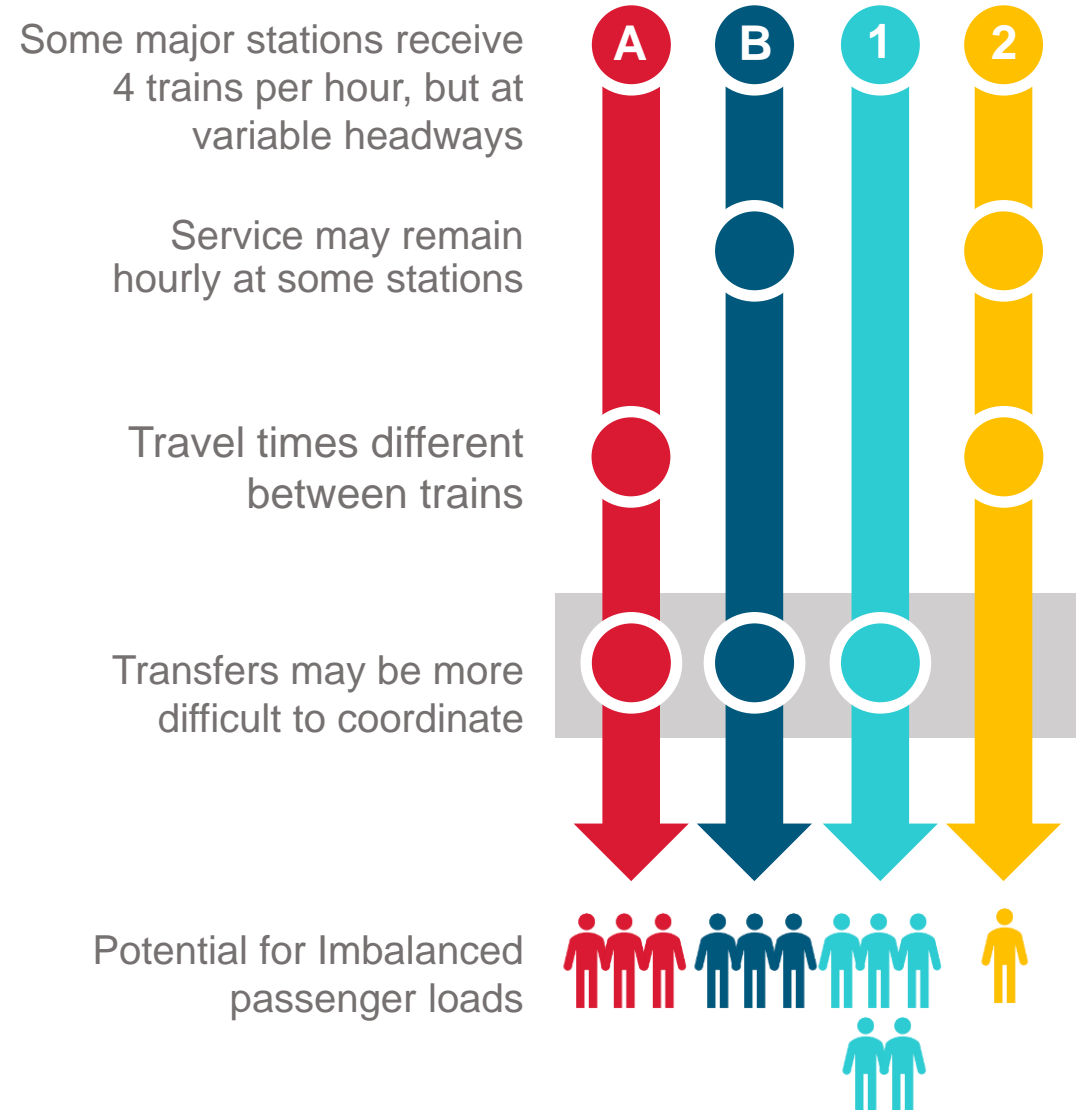 Some major stations receive
4 trains per hour, but at
variable headways
A B 1 2
Service may remain
hourly at some stations
Travel times different
between trains
Transfers may be more
difficult to coordinate
Potential for Imbalanced
passenger loads